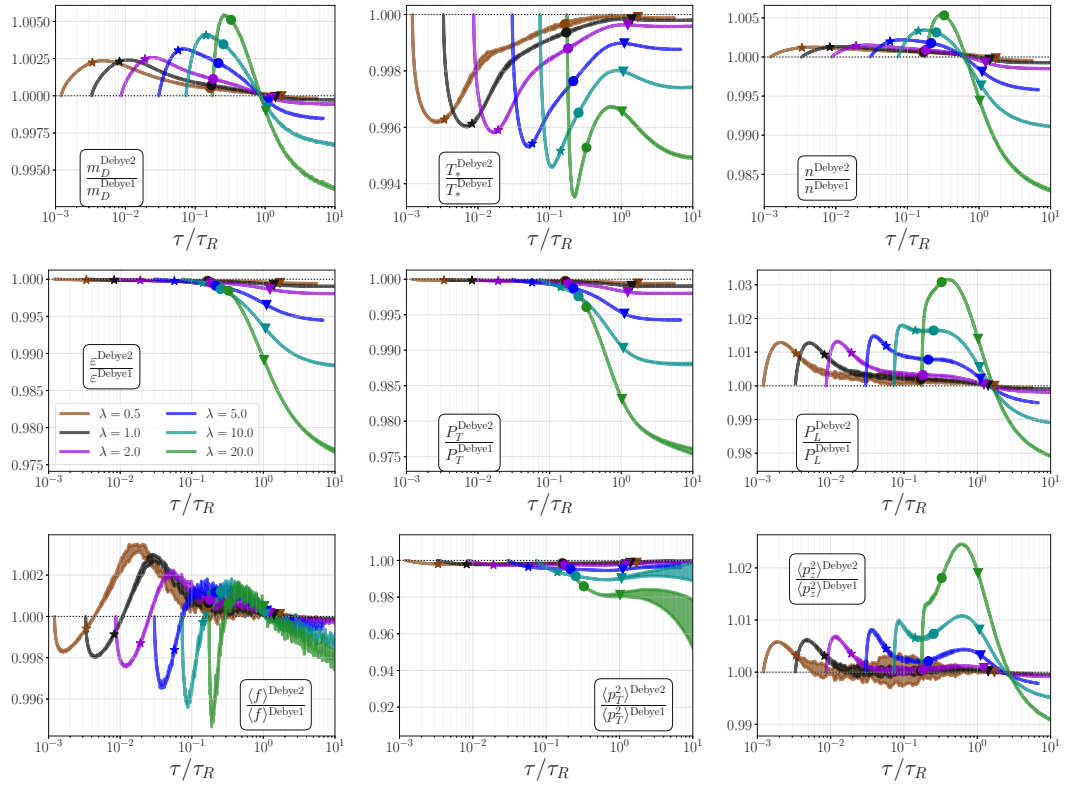 1.0050
1.0025
1.0000
0.9975
0.9950
m_D^Debye2
m_D^Debye1
10^−3 10^−2 10^−1 10^0 10^1
τ/τ_R
1.000
0.998
0.996
0.994
T_*^Debye2
T_*^Debye1
10^−3 10^−2 10^−1 10^0 10^1
τ/τ_R
1.005
1.000
0.995
0.990
0.985
n^Debye2
n^Debye1
10^−3 10^−2 10^−1 10^0 10^1
τ/τ_R
1.000
0.995
0.990
0.985
0.980
0.975
ε^Debye2
ε^Debye1
λ = 0.5
λ = 1.0
λ = 2.0
λ = 5.0
λ = 10.0
λ = 20.0
10^−3 10^−2 10^−1 10^0 10^1
τ/τ_R
1.000
0.995
0.990
0.985
0.980
0.975
P_T^Debye2
P_T^Debye1
10^−3 10^−2 10^−1 10^0 10^1
τ/τ_R
1.03
1.02
1.01
1.00
0.99
0.98
P_L^Debye2
P_L^Debye1
10^−3 10^−2 10^−1 10^0 10^1
τ/τ_R
1.002
1.000
0.998
0.996
⟨f⟩^Debye2
⟨f⟩^Debye1
10^−3 10^−2 10^−1 10^0 10^1
τ/τ_R
1.00
0.98
0.96
0.94
0.92
⟨p_T^2⟩^Debye2
⟨p_T^2⟩^Debye1
10^−3 10^−2 10^−1 10^0 10^1
τ/τ_R
1.02
1.01
1.00
0.99
⟨p_z^2⟩^Debye2
⟨p_z^2⟩^Debye1
10^−3 10^−2 10^−1 10^0 10^1
τ/τ_R